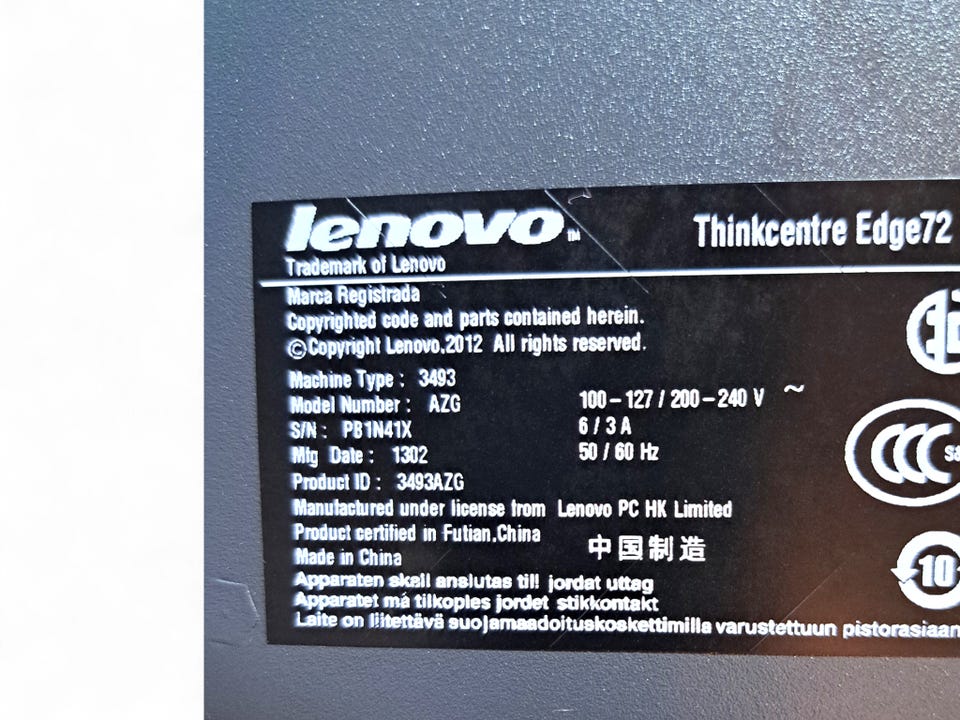 lenovo™
Thinkcentre Edge72
Trademark of Lenovo
Marca Registrada
Copyrighted code and parts contained herein.
©Copyright Lenovo,2012 All rights reserved.
Machine Type : 3493
Model Number : AZG
100-127 / 200-240 V ~
S/N : PB1N41X
6 / 3 A
Mfg Date : 1302
50 / 60 Hz
Product ID : 3493AZG
Manufactured under license from Lenovo PC HK Limited
Product certified in Futian,China
中国制造
Made in China
Apparaten skall anslutas till jordat uttag
Apparatet må tilkoples jordet stikkontakt
Laite on liitettävä suojamaadoituskoskettimilla varustettuun pistorasiaan
CCC
S&
10